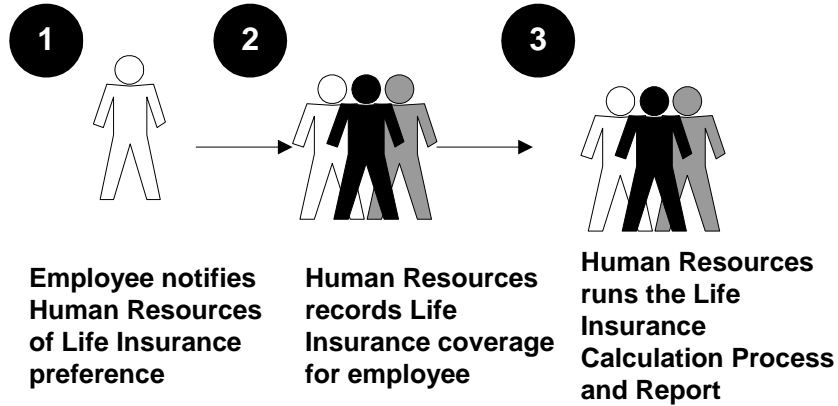 1
2
3
Employee notifies
Human Resources
of Life Insurance
preference
Human Resources
records Life
Insurance coverage
for employee
Human Resources
runs the Life
Insurance
Calculation Process
and Report